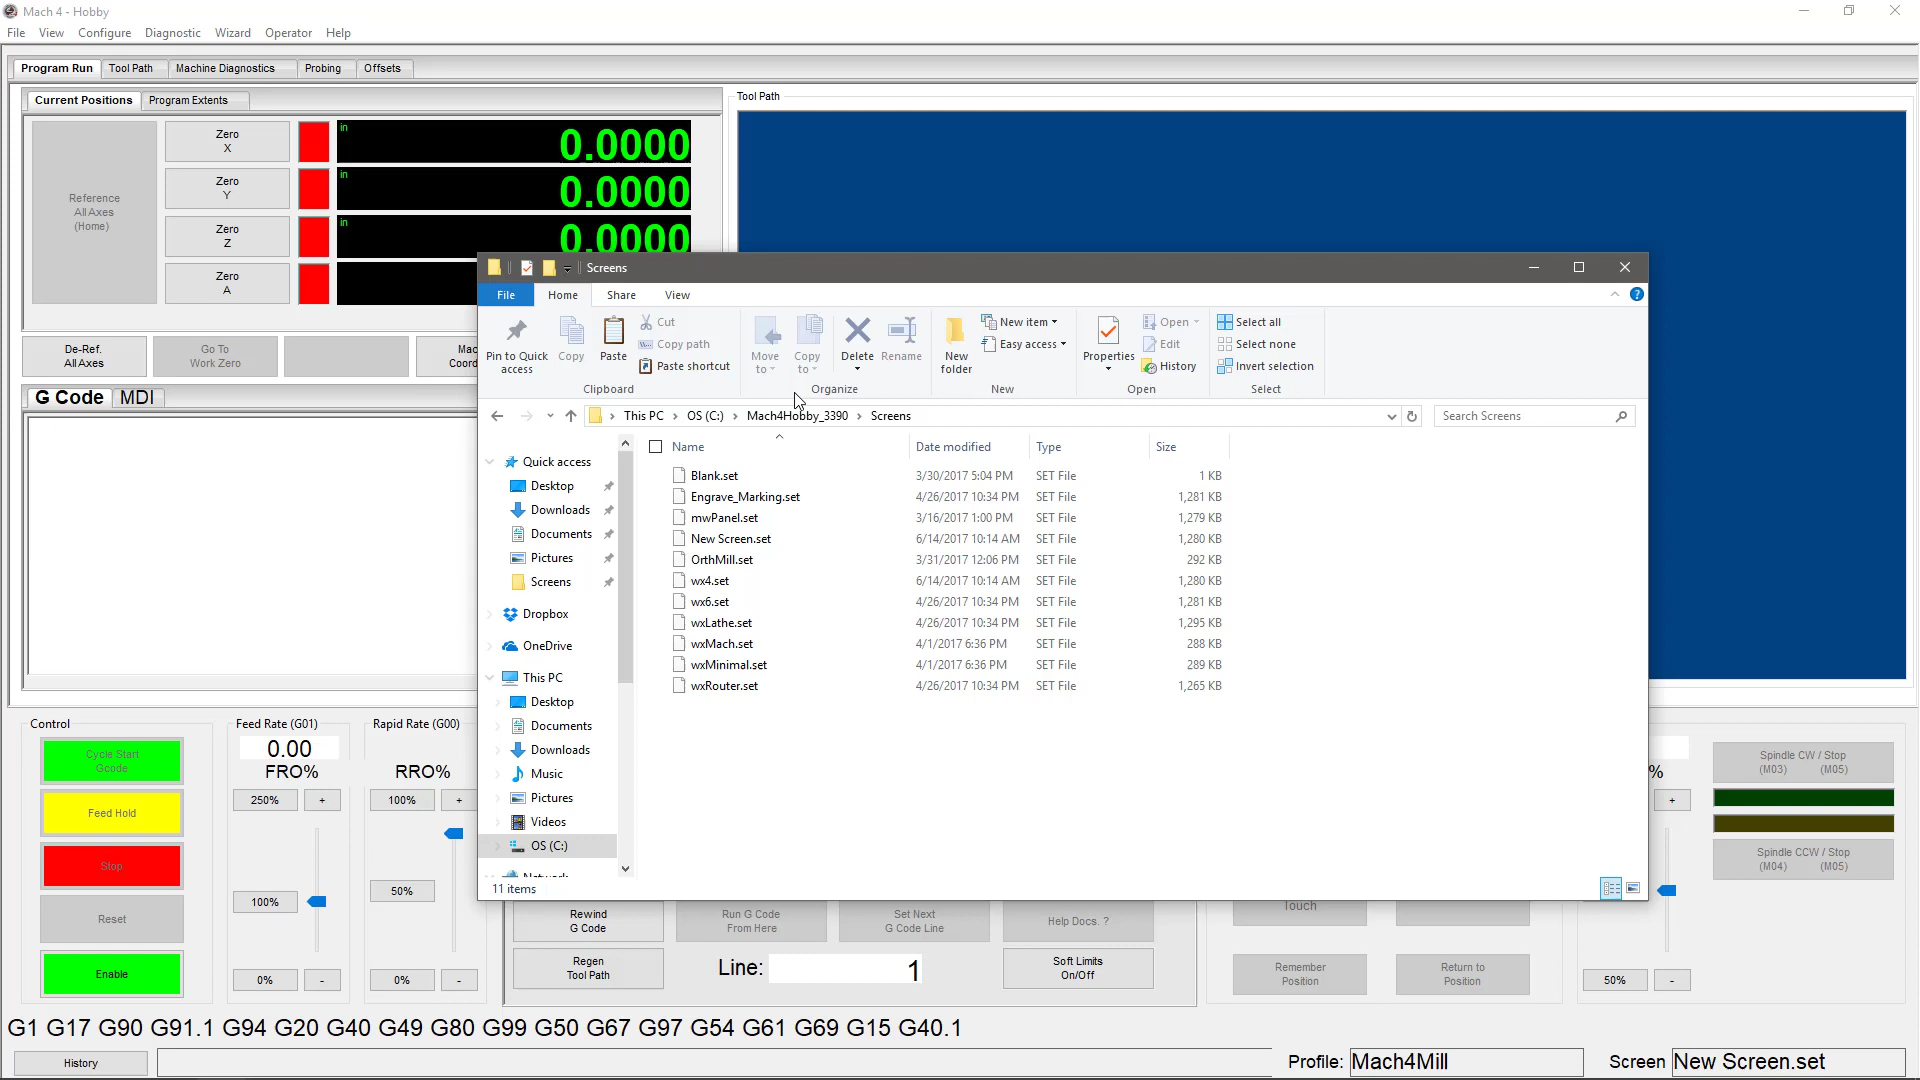 Mach 4 - Hobby
File View Configure Diagnostic Wizard Operator Help
Program Run Tool Path Machine Diagnostics Probing Offsets
Current Positions Program Extents
Tool Path
Reference
All Axes
(Home)
Zero
X
in
0.0000
Zero
Y
in
0.0000
Zero
Z
in
0.0000
Zero
A
De-Ref.
All Axes
Go To
Work Zero
Mac
Coord
G Code MDI
Screens
File Home Share View
Pin to Quick
access
Copy
Paste
Cut
Copy path
Paste shortcut
Clipboard
Move
to
Copy
to
Delete
Rename
Organize
New
folder
New item
Easy access
New
Properties
Open
Edit
History
Open
Select all
Select none
Invert selection
Select
This PC OS (C:) Mach4Hobby_3390 Screens
Search Screens
Quick access
Desktop
Downloads
Documents
Pictures
Screens
Dropbox
OneDrive
This PC
Desktop
Documents
Downloads
Music
Pictures
Videos
OS (C:)
Network
Name Date modified Type Size
Blank.set 3/30/2017 5:04 PM SET File 1 KB
Engrave_Marking.set 4/26/2017 10:34 PM SET File 1,281 KB
mwPanel.set 3/16/2017 1:00 PM SET File 1,279 KB
New Screen.set 6/14/2017 10:14 AM SET File 1,280 KB
OrthMill.set 3/31/2017 12:06 PM SET File 292 KB
wx4.set 6/14/2017 10:14 AM SET File 1,280 KB
wx6.set 4/26/2017 10:34 PM SET File 1,281 KB
wxLathe.set 4/26/2017 10:34 PM SET File 1,295 KB
wxMach.set 4/1/2017 6:36 PM SET File 288 KB
wxMinimal.set 4/1/2017 6:36 PM SET File 289 KB
wxRouter.set 4/26/2017 10:34 PM SET File 1,265 KB
11 items
Control
Cycle Start
Gcode
Feed Hold
Stop
Reset
Enable
Feed Rate (G01)
0.00
FRO%
250% +
100%
0% -
Rapid Rate (G00)
RRO%
100% +
50%
0% -
Rewind
G Code
Run G Code
From Here
Set Next
G Code Line
Help Docs. ?
Regen
Tool Path
Line: 1
Soft Limits
On/Off
Touch
Remember
Position
Return to
Position
%
+
50% -
Spindle CW / Stop
(M03) (M05)
Spindle CCW / Stop
(M04) (M05)
G1 G17 G90 G91.1 G94 G20 G40 G49 G80 G99 G50 G67 G97 G54 G61 G69 G15 G40.1
History
Profile: Mach4Mill
Screen New Screen.set